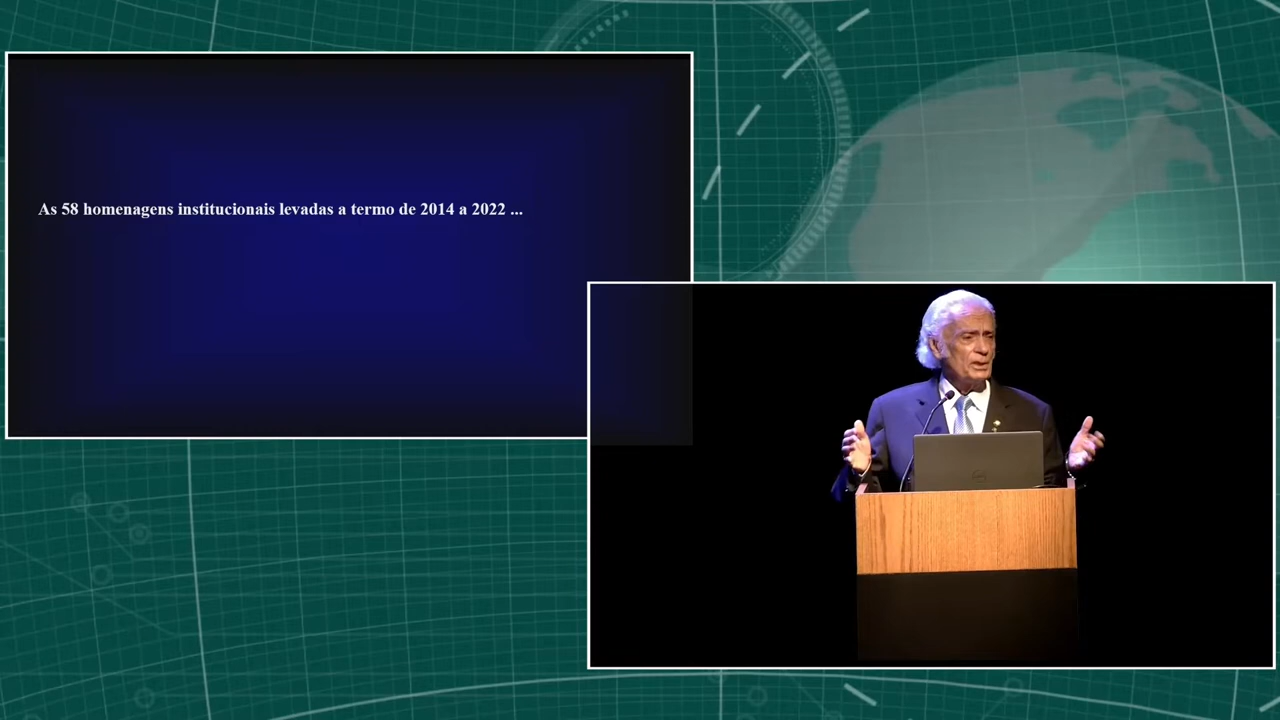 As 58 homenagens institucionais levadas a termo de 2014 a 2022 ...